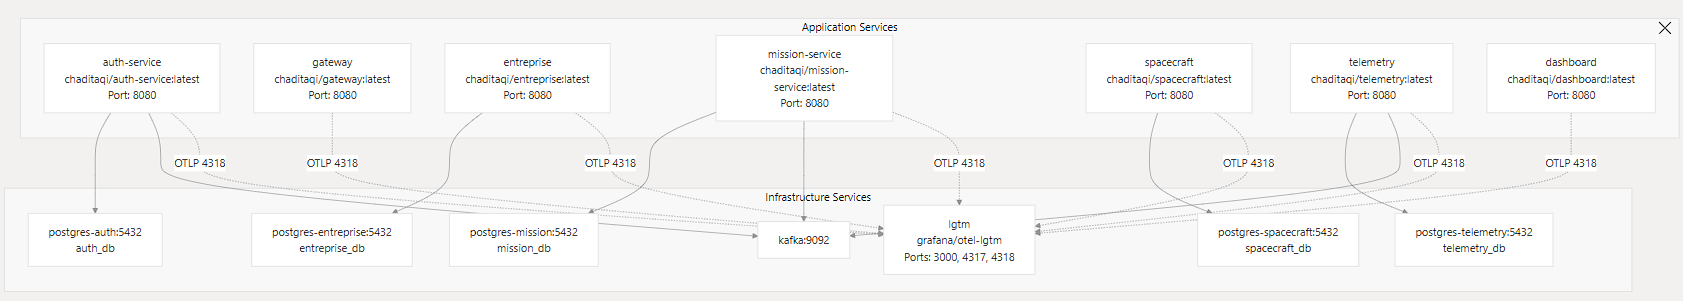 Application Services
auth-service
chaditaqi/auth-service:latest
Port: 8080
gateway
chaditaqi/gateway:latest
Port: 8080
entreprise
chaditaqi/entreprise:latest
Port: 8080
mission-service
chaditaqi/mission-
service:latest
Port: 8080
spacecraft
chaditaqi/spacecraft:latest
Port: 8080
telemetry
chaditaqi/telemetry:latest
Port: 8080
dashboard
chaditaqi/dashboard:latest
Port: 8080
OTLP 4318
OTLP 4318
OTLP 4318
OTLP 4318
OTLP 4318
OTLP 4318
OTLP 4318
Infrastructure Services
postgres-auth:5432
auth_db
postgres-entreprise:5432
entreprise_db
postgres-mission:5432
mission_db
kafka:9092
lgtm
grafana/otel-lgtm
Ports: 3000, 4317, 4318
postgres-spacecraft:5432
spacecraft_db
postgres-telemetry:5432
telemetry_db